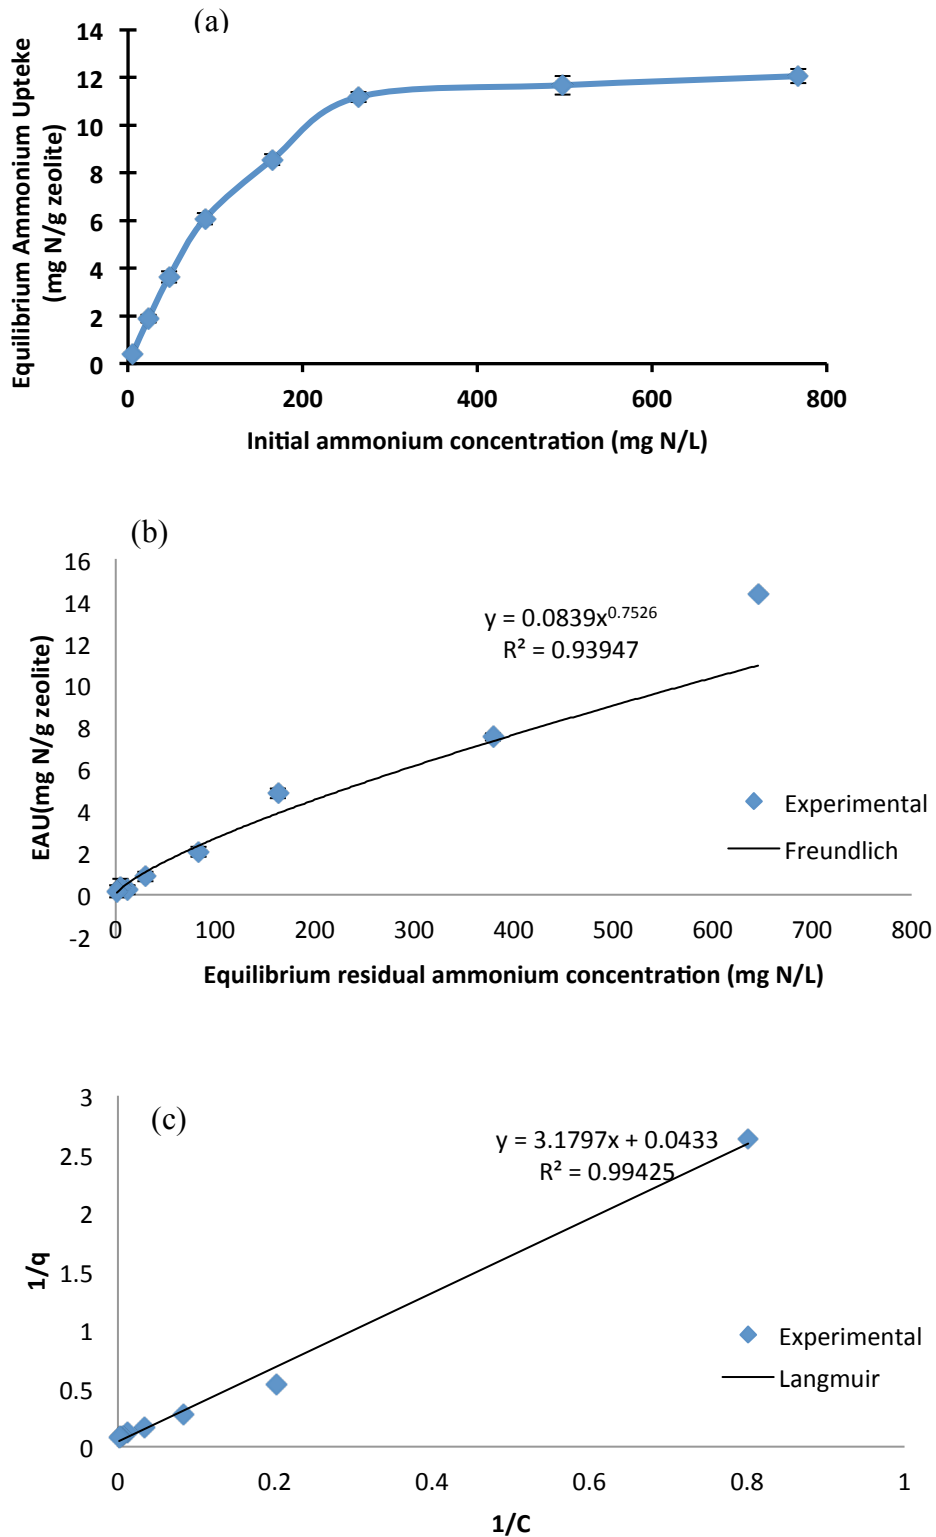 (a)
14
12
10
8
6
4
2
0
Equilibrium Ammonium Upteke
(mg N/g zeolite)
0 200 400 600 800
Initial ammonium concentration (mg N/L)
(b)
16
14
12
10
8
6
4
2
0
-2
EAU(mg N/g zeolite)
y = 0.0839x^0.7526
R² = 0.93947
Experimental
Freundlich
0 100 200 300 400 500 600 700 800
Equilibrium residual ammonium concentration (mg N/L)
(c)
3
2.5
2
1.5
1
0.5
0
1/q
y = 3.1797x + 0.0433
R² = 0.99425
Experimental
Langmuir
0 0.2 0.4 0.6 0.8 1
1/C